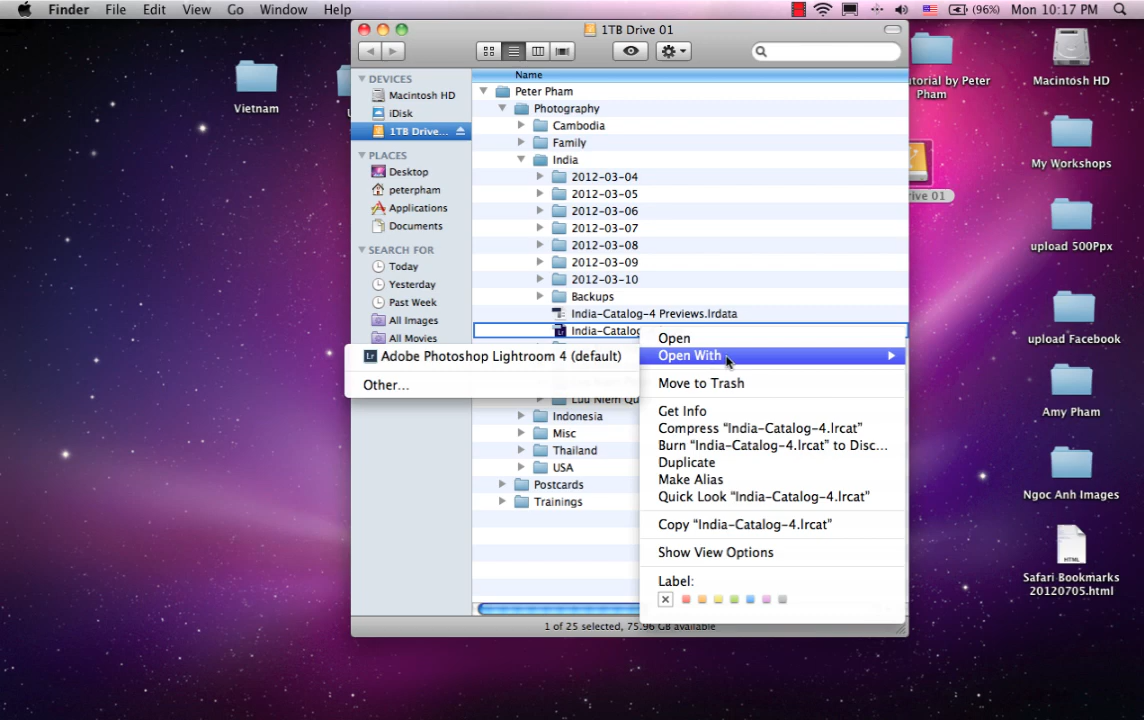 Finder File Edit View Go Window Help
(96%) Mon 10:17 PM
1TB Drive 01
Name
DEVICES
Macintosh HD
iDisk
1TB Drive...
PLACES
Desktop
peterpham
Applications
Documents
SEARCH FOR
Today
Yesterday
Past Week
All Images
All Movies
Peter Pham
Photography
Cambodia
Family
India
2012-03-04
2012-03-05
2012-03-06
2012-03-07
2012-03-08
2012-03-09
2012-03-10
Backups
India-Catalog-4 Previews.lrdata
India-Catalog
Luu Niem Qu
Indonesia
Misc
Thailand
USA
Postcards
Trainings
1 of 25 selected, 75.96 GB available
Open
Open With
Move to Trash
Get Info
Compress “India-Catalog-4.lrcat”
Burn “India-Catalog-4.lrcat” to Disc...
Duplicate
Make Alias
Quick Look “India-Catalog-4.lrcat”
Copy “India-Catalog-4.lrcat”
Show View Options
Label:
Adobe Photoshop Lightroom 4 (default)
Other...
Vietnam
torial by Peter
Pham
rive 01
Macintosh HD
My Workshops
upload 500Ppx
upload Facebook
Amy Pham
Ngoc Anh Images
HTML
Safari Bookmarks
20120705.html